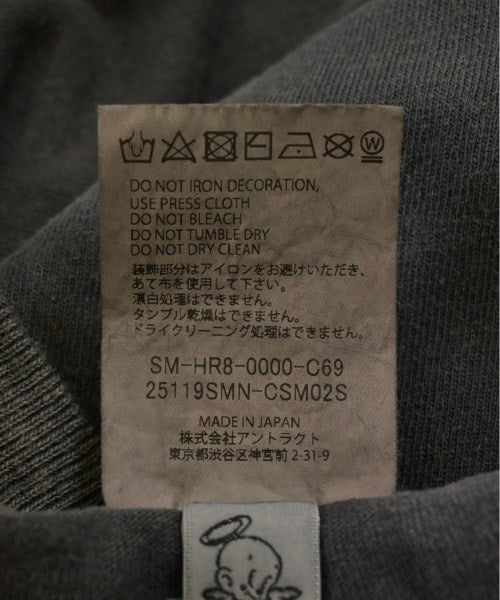 DO NOT IRON DECORATION,
USE PRESS CLOTH
DO NOT BLEACH
DO NOT TUMBLE DRY
DO NOT DRY CLEAN
装飾部分はアイロンをお避けいただき、
あて布を使用して下さい。
漂白処理はできません。
タンブル乾燥はできません。
ドライクリーニング処理はできません。
SM-HR8-0000-C69
25119SMN-CSM02S
MADE IN JAPAN
株式会社アントラクト
東京都渋谷区神宮前 2-31-9